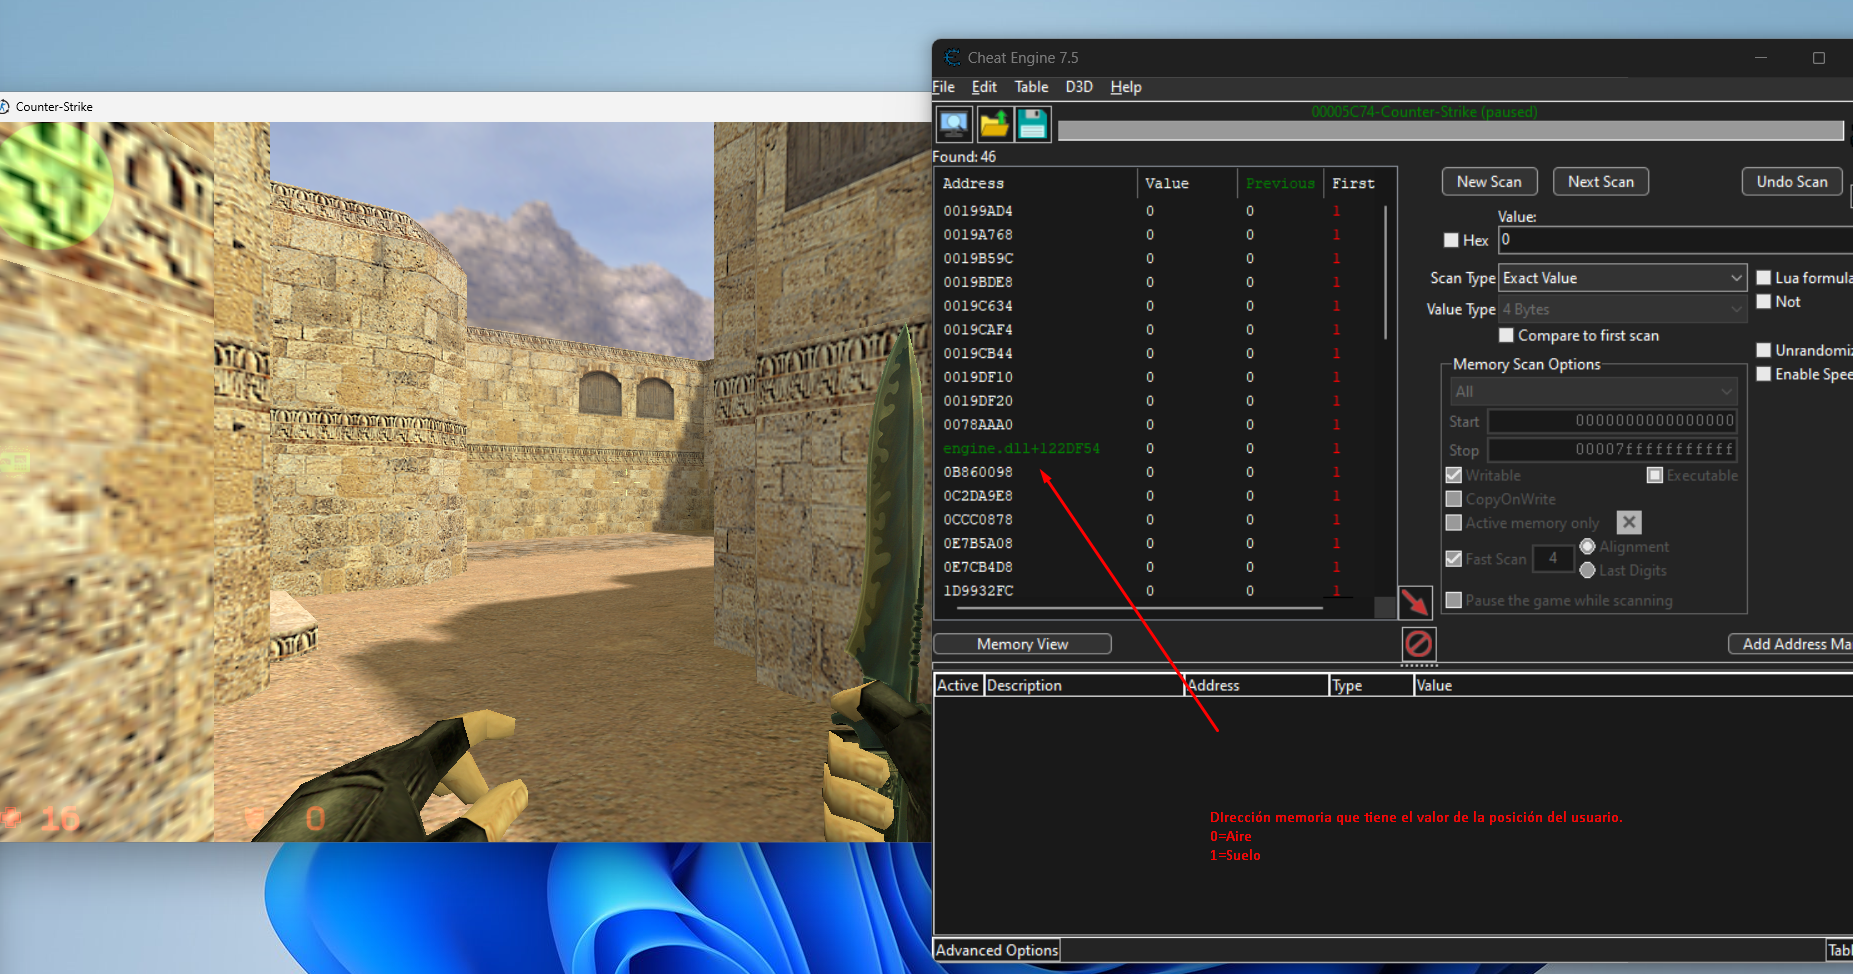 Counter-Strike
16
0
Cheat Engine 7.5
File Edit Table D3D Help
00005C74-Counter-Strike (paused)
Found: 46
Address Value Previous First
00199AD4 0 0 1
0019A768 0 0 1
0019B59C 0 0 1
0019BDE8 0 0 1
0019C634 0 0 1
0019CAF4 0 0 1
0019CB44 0 0 1
0019DF10 0 0 1
0019DF20 0 0 1
0078AAA0 0 0 1
engine.dll+122DF54 0 0 1
0B860098 0 0 1
0C2DA9E8 0 0 1
0CCC0878 0 0 1
0E7B5A08 0 0 1
0E7CB4D8 0 0 1
1D9932FC 0 0 1
New Scan Next Scan Undo Scan
Value:
Hex 0
Scan Type Exact Value
Lua formula
Value Type 4 Bytes
Not
Compare to first scan
Unrandomiz
Enable Spee
Memory Scan Options
All
Start 0000000000000000
Stop 00007fffffffffff
Writable Executable
CopyOnWrite
Active memory only
Fast Scan 4 Alignment
Last Digits
Pause the game while scanning
Memory View
Add Address Ma
Active Description Address Type Value
DIrección memoria que tiene el valor de la posición del usuario.
0=Aire
1=Suelo
Advanced Options
Tabl